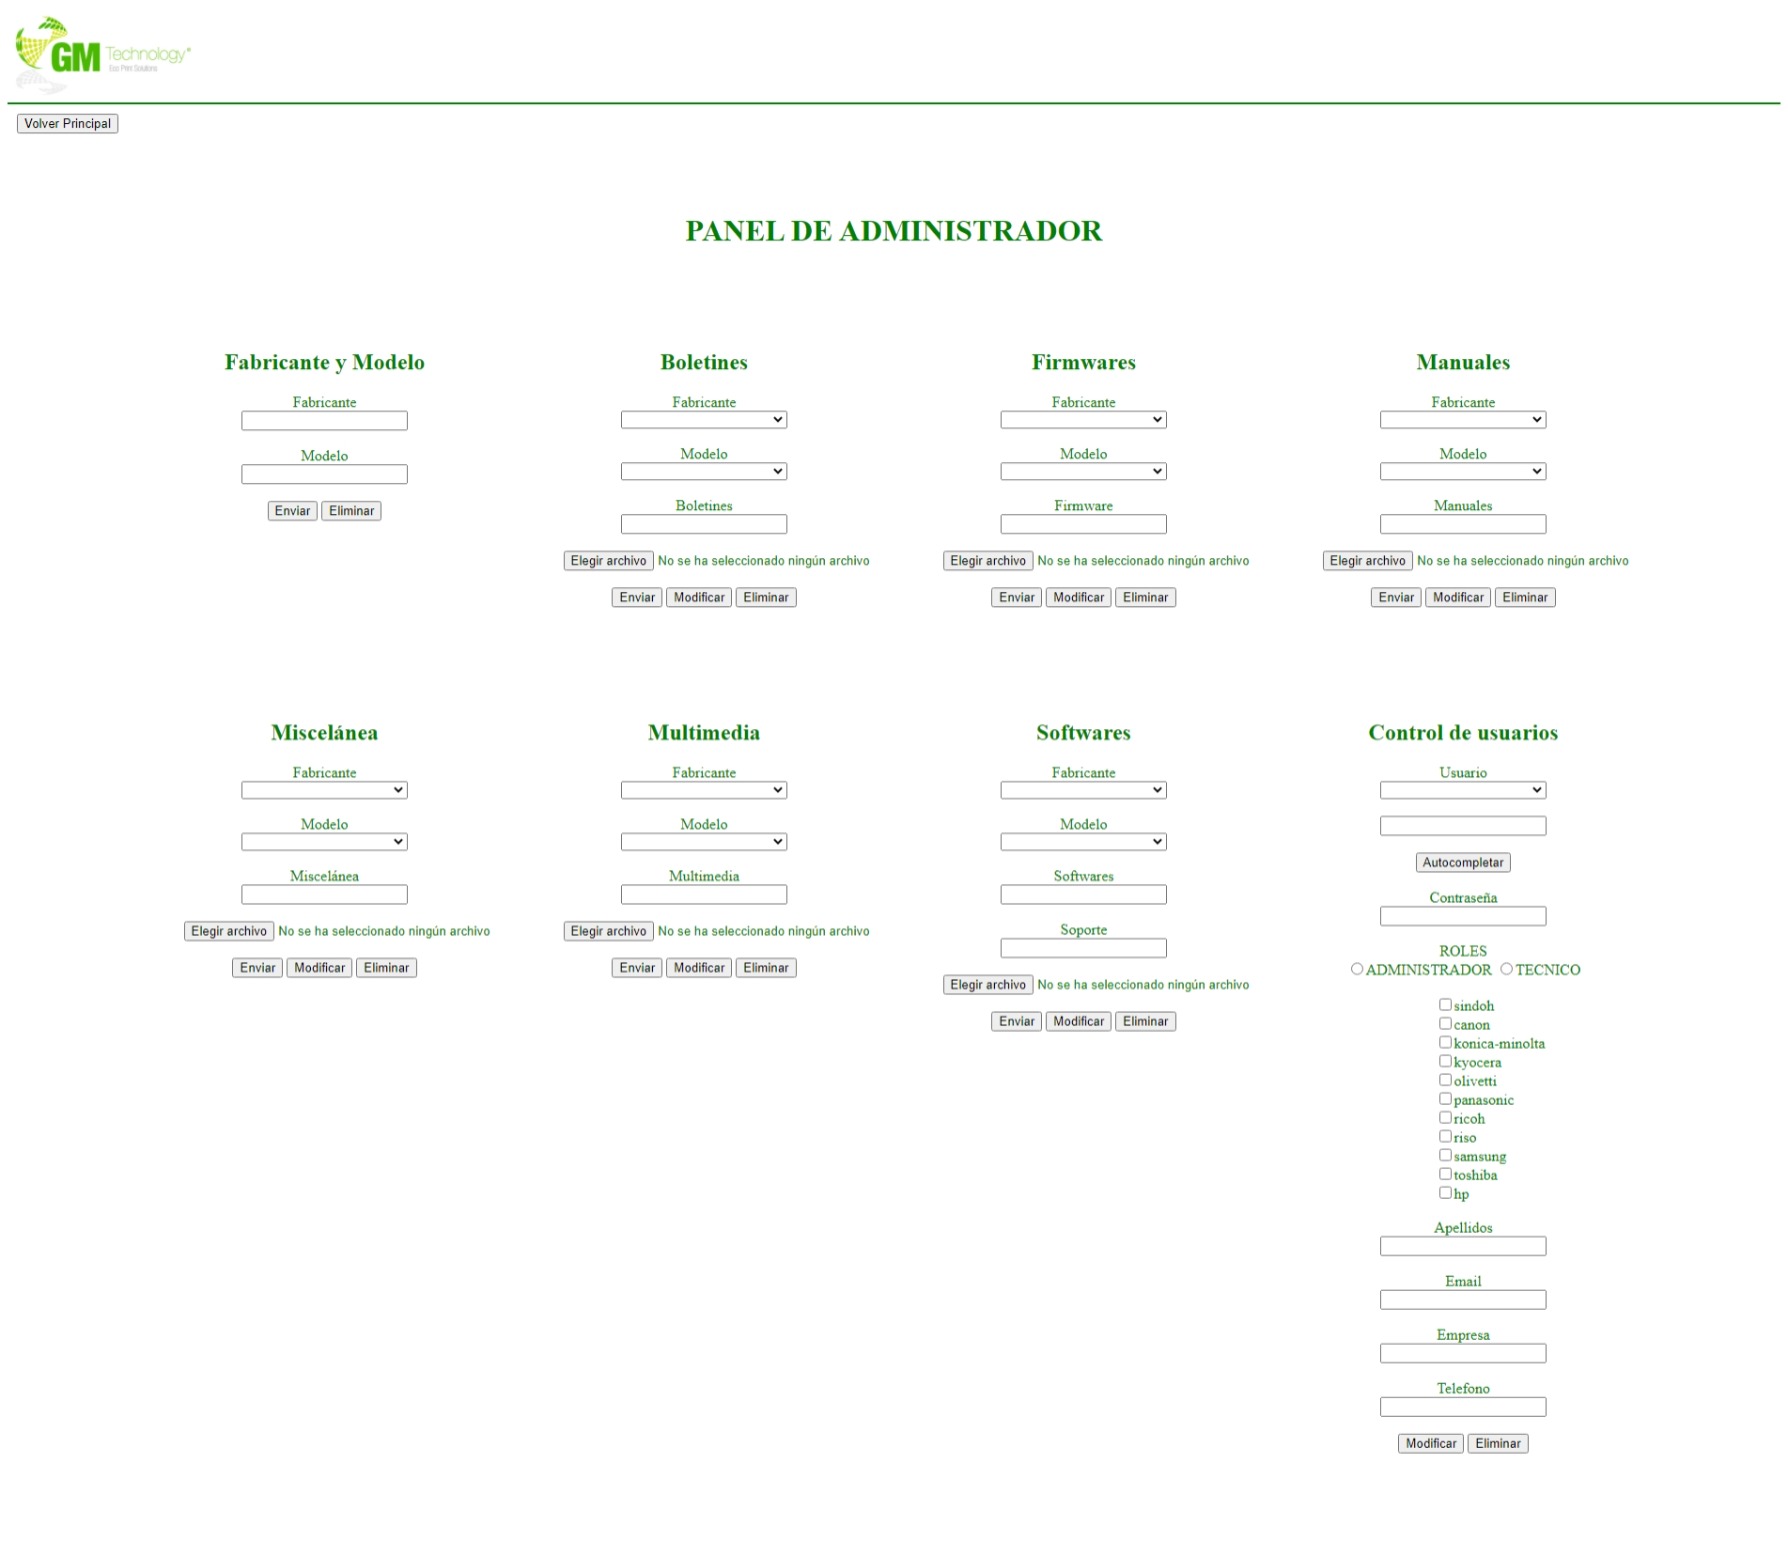 GM Technology®
Eco Print Solutions
Volver Principal
PANEL DE ADMINISTRADOR
Fabricante y Modelo
Fabricante
Modelo
Enviar Eliminar
Boletines
Fabricante
Modelo
Boletines
Elegir archivo No se ha seleccionado ningún archivo
Enviar Modificar Eliminar
Firmwares
Fabricante
Modelo
Firmware
Elegir archivo No se ha seleccionado ningún archivo
Enviar Modificar Eliminar
Manuales
Fabricante
Modelo
Manuales
Elegir archivo No se ha seleccionado ningún archivo
Enviar Modificar Eliminar
Miscelánea
Fabricante
Modelo
Miscelánea
Elegir archivo No se ha seleccionado ningún archivo
Enviar Modificar Eliminar
Multimedia
Fabricante
Modelo
Multimedia
Elegir archivo No se ha seleccionado ningún archivo
Enviar Modificar Eliminar
Softwares
Fabricante
Modelo
Softwares
Soporte
Elegir archivo No se ha seleccionado ningún archivo
Enviar Modificar Eliminar
Control de usuarios
Usuario
Autocompletar
Contraseña
ROLES
ADMINISTRADOR TECNICO
sindoh
canon
konica-minolta
kyocera
olivetti
panasonic
ricoh
riso
samsung
toshiba
hp
Apellidos
Email
Empresa
Telefono
Modificar Eliminar